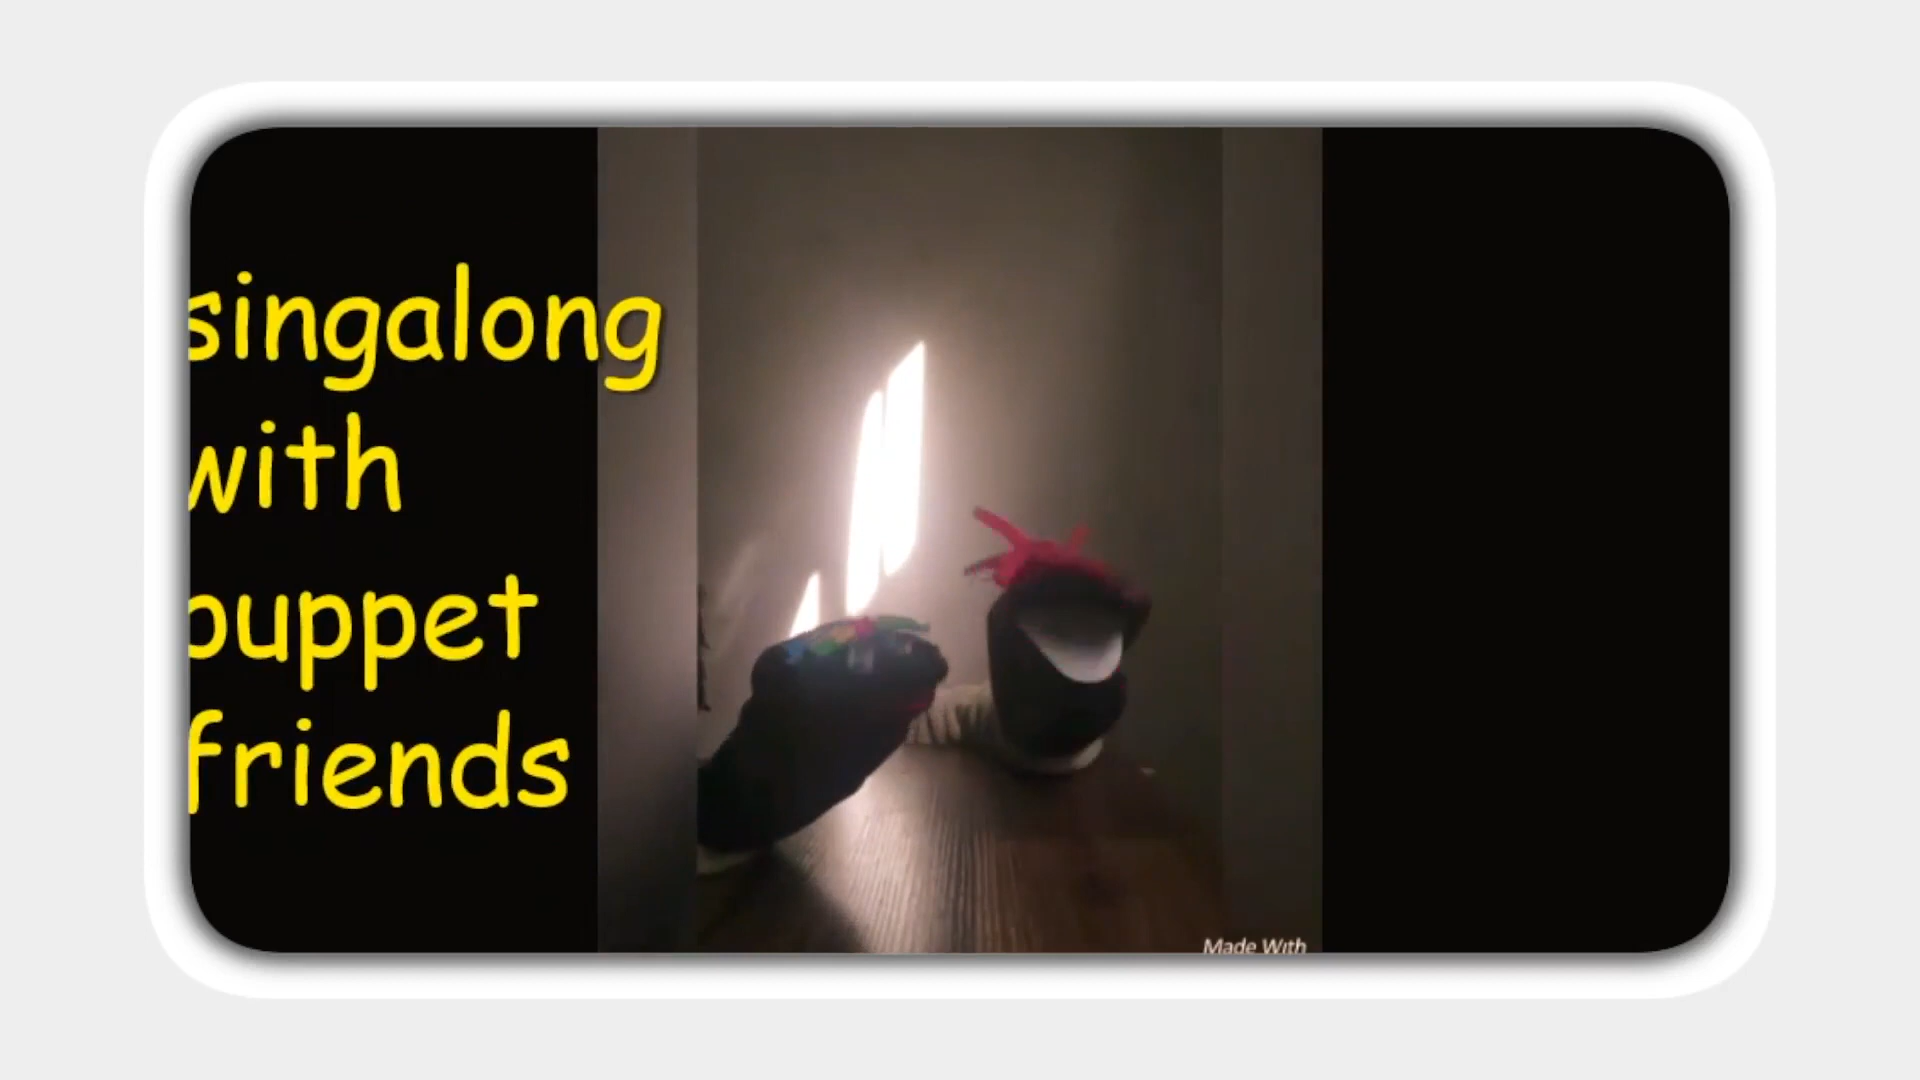 singalong
with
puppet
friends
Made With